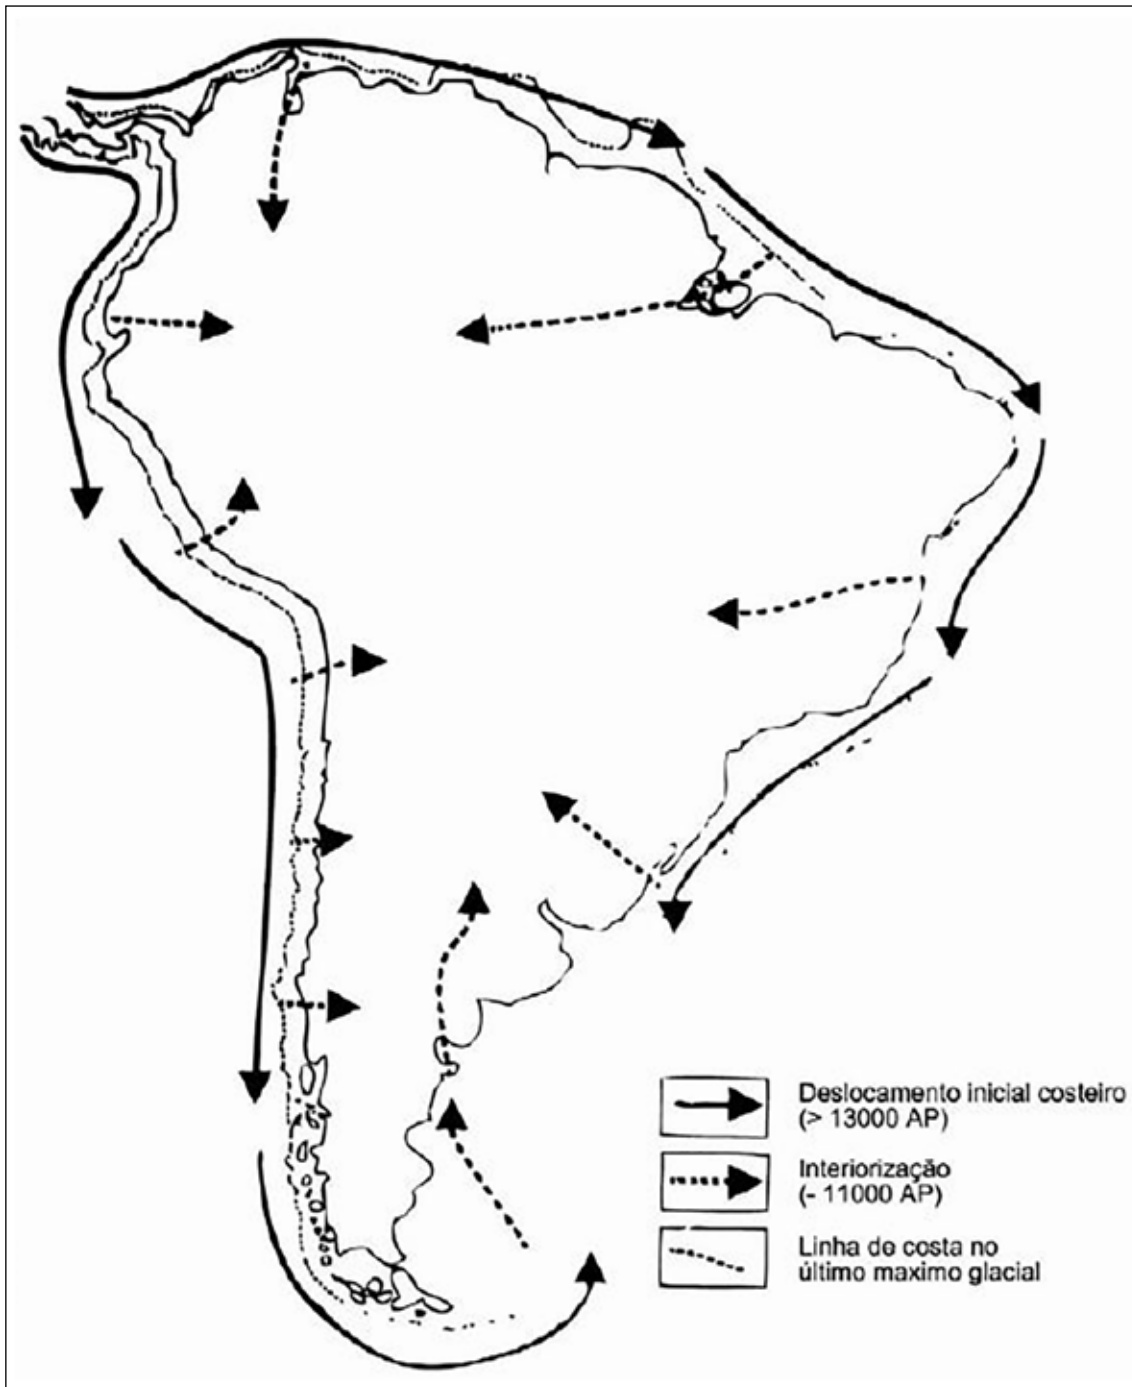 Deslocamento inicial costeiro
(> 13000 AP)
Interiorização
(- 11000 AP)
Linha de costa no
último maximo glacial